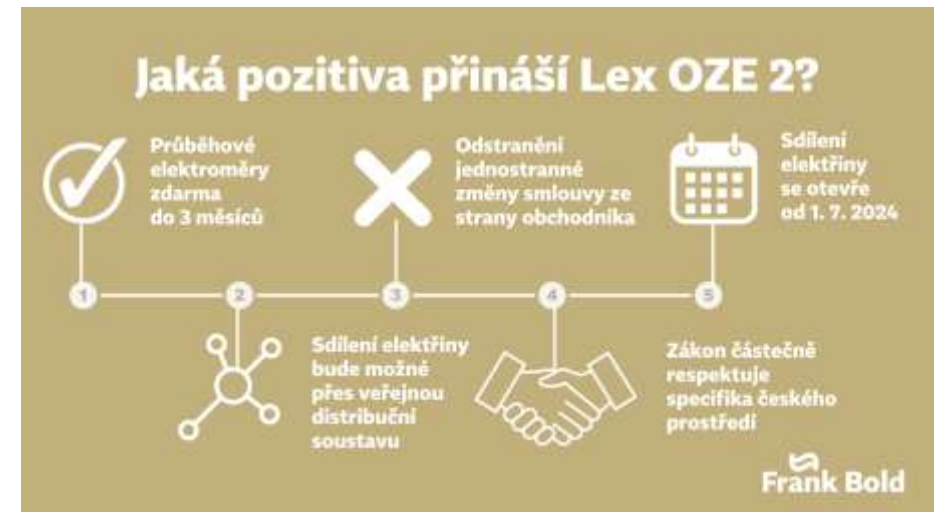 Jaká pozitiva přináší Lex OZE 2?
Průběhové
elektroměry
zdarma
do 3 měsíců
Odstranění
jednostranné
změny smlouvy ze
strany obchodníka
Sdílení
elektřiny
se otevře
od 1. 7. 2024
1
2
3
4
5
Sdílení elektřiny
bude možné
přes veřejnou
distribuční
soustavu
Zákon částečně
respektuje
specifika českého
prostředí
Frank Bold